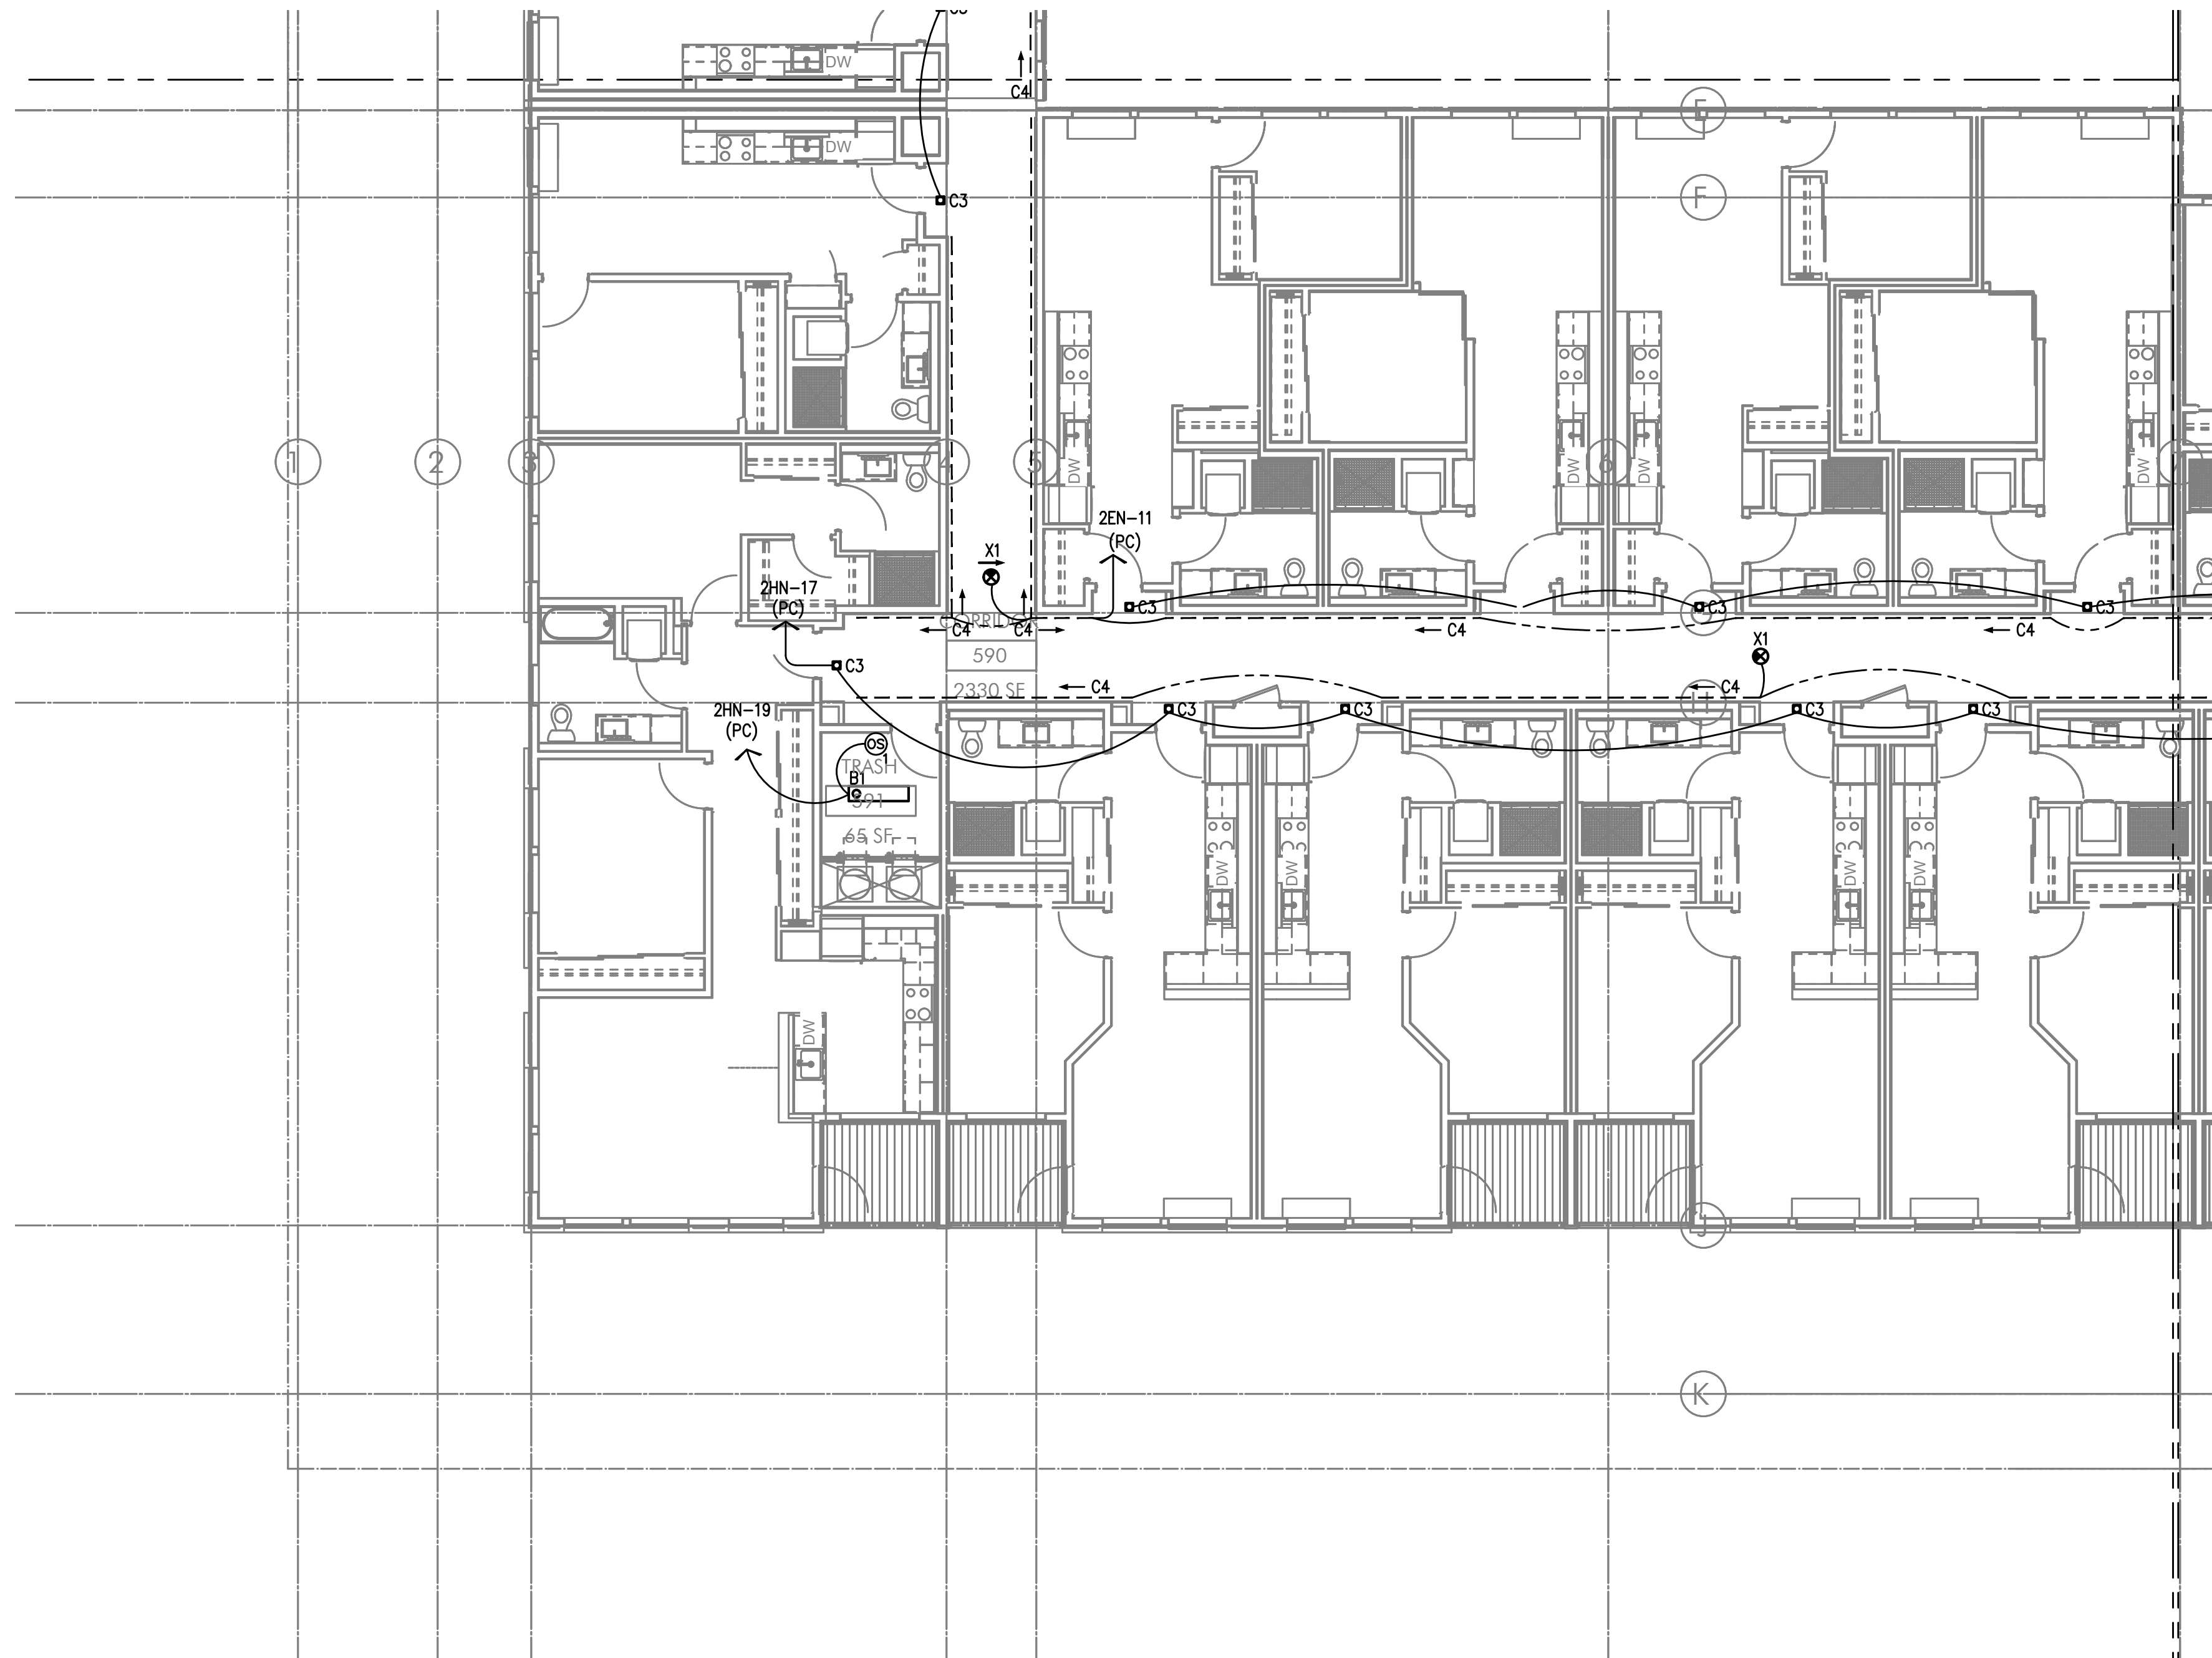 C3
DW
C4
E
DW
C3
F
1
2
3
4
5
DW
DW
6
DW
DW
2EN-11
(PC)
X1
2HN-17
(PC)
C3
C3
C3
G
CORRIDOR
C4
C4
C4
C4
X1
590
C3
2330 SF
C4
C4
H
2HN-19
(PC)
C3
C3
C3
C3
OS
1
TRASH
B1
591
65 SF
DW
DW
DW
DW
DW
J
K